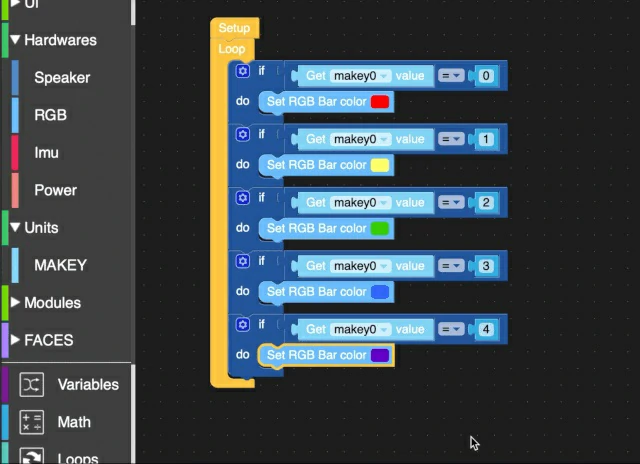 UI
Hardwares
Speaker
RGB
Imu
Power
Units
MAKEY
Modules
FACES
Variables
Math
Loops
Setup
Loop
if Get makey0 value = 0
do Set RGB Bar color
if Get makey0 value = 1
do Set RGB Bar color
if Get makey0 value = 2
do Set RGB Bar color
if Get makey0 value = 3
do Set RGB Bar color
if Get makey0 value = 4
do Set RGB Bar color